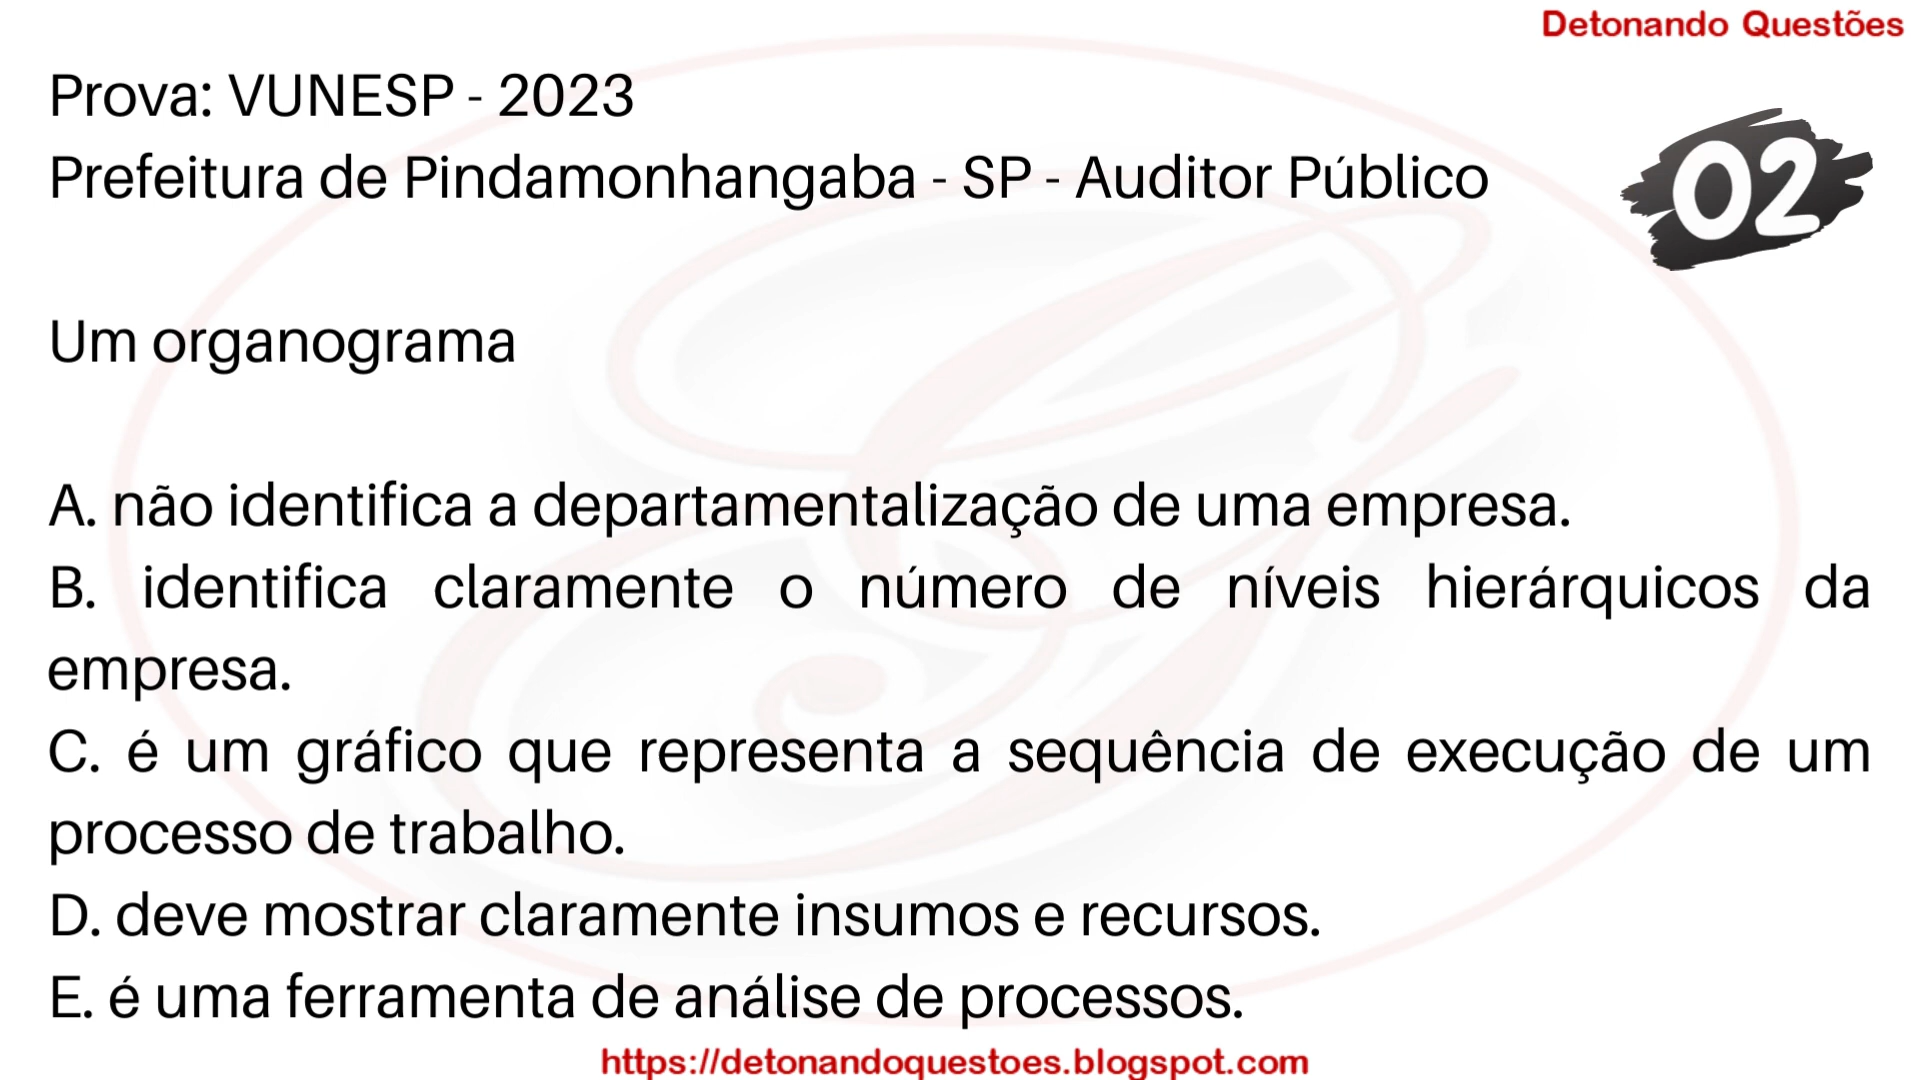 Detonando Questões
Prova: VUNESP - 2023
Prefeitura de Pindamonhangaba - SP - Auditor Público
02
Um organograma
A. não identifica a departamentalização de uma empresa.
B. identifica claramente o número de níveis hierárquicos da
empresa.
C. é um gráfico que representa a sequência de execução de um
processo de trabalho.
D. deve mostrar claramente insumos e recursos.
E. é uma ferramenta de análise de processos.
https://detonandoquestoes.blogspot.com